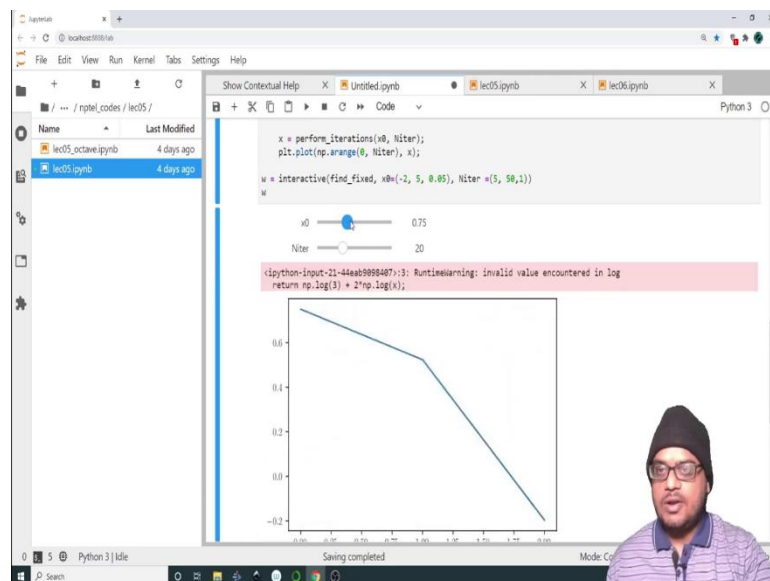 JupyterLab
localhost:8888/lab
File Edit View Run Kernel Tabs Settings Help
Show Contextual Help Untitled.ipynb lec05.ipynb lec06.ipynb
/ ... / nptel_codes / lec05 /
Code
Python 3
Name Last Modified
lec05_octave.ipynb 4 days ago
lec05.ipynb 4 days ago
x = perform_iterations(x0, Niter);
plt.plot(np.arange(0, Niter), x);
w = interactive(find_fixed, x0=(-2, 5, 0.05), Niter =(5, 50,1))
w
x0 0.75
Niter 20
<ipython-input-21-44eab9098407>:3: RuntimeWarning: invalid value encountered in log
return np.log(3) + 2*np.log(x);
0.6
0.4
0.2
0.0
−0.2
0 5 Python 3 | Idle Saving completed Mode:
Search